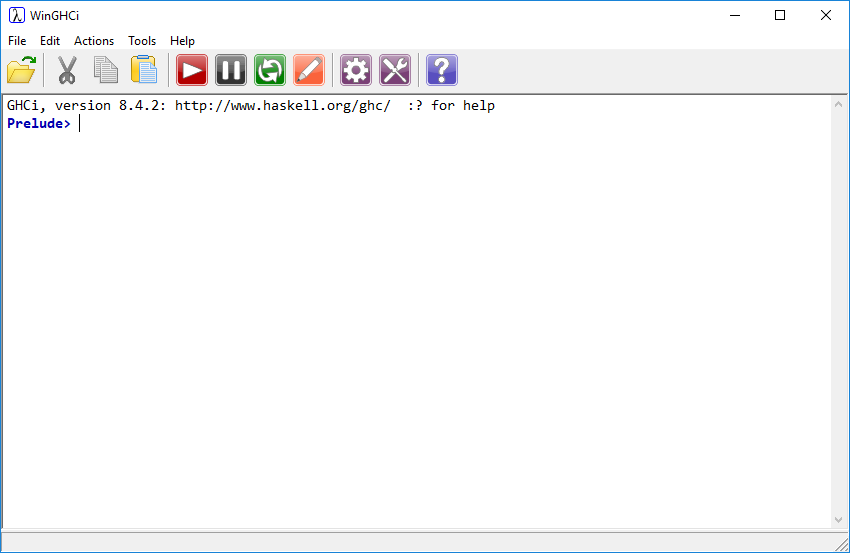 WinGHCi
File Edit Actions Tools Help
GHCi, version 8.4.2: http://www.haskell.org/ghc/  :? for help
Prelude>